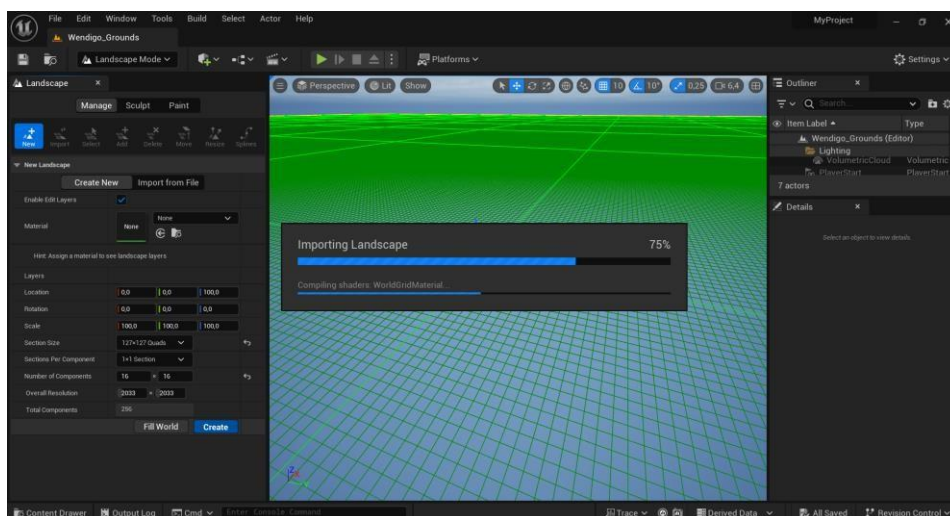 File Edit Window Tools Build Select Actor Help
MyProject
Wendigo_Grounds
Landscape Mode
Platforms
Settings
Landscape
Manage Sculpt Paint
New Import Select Add Delete Move Resize Splines
New Landscape
Create New Import from File
Enable Edit Layers
Material None None
Hint: Assign a material to see landscape layers
Layers
Location 0,0 0,0 100,0
Rotation 0,0 0,0 0,0
Scale 100,0 100,0 100,0
Section Size 127×127 Quads
Sections Per Component 1×1 Section
Number of Components 16 × 16
Overall Resolution 2033 × 2033
Total Components 256
Fill World Create
Perspective Lit Show
10 10° 0,25 6,4
Importing Landscape 75%
Compiling shaders: WorldGridMaterial...
Outliner
Search...
Item Label Type
Wendigo_Grounds (Editor)
Lighting
VolumetricCloud Volumetric
PlayerStart PlayerStart
7 actors
Details
Select an object to view details.
Content Drawer Output Log Cmd Enter Console Command
Trace Derived Data All Saved Revision Control